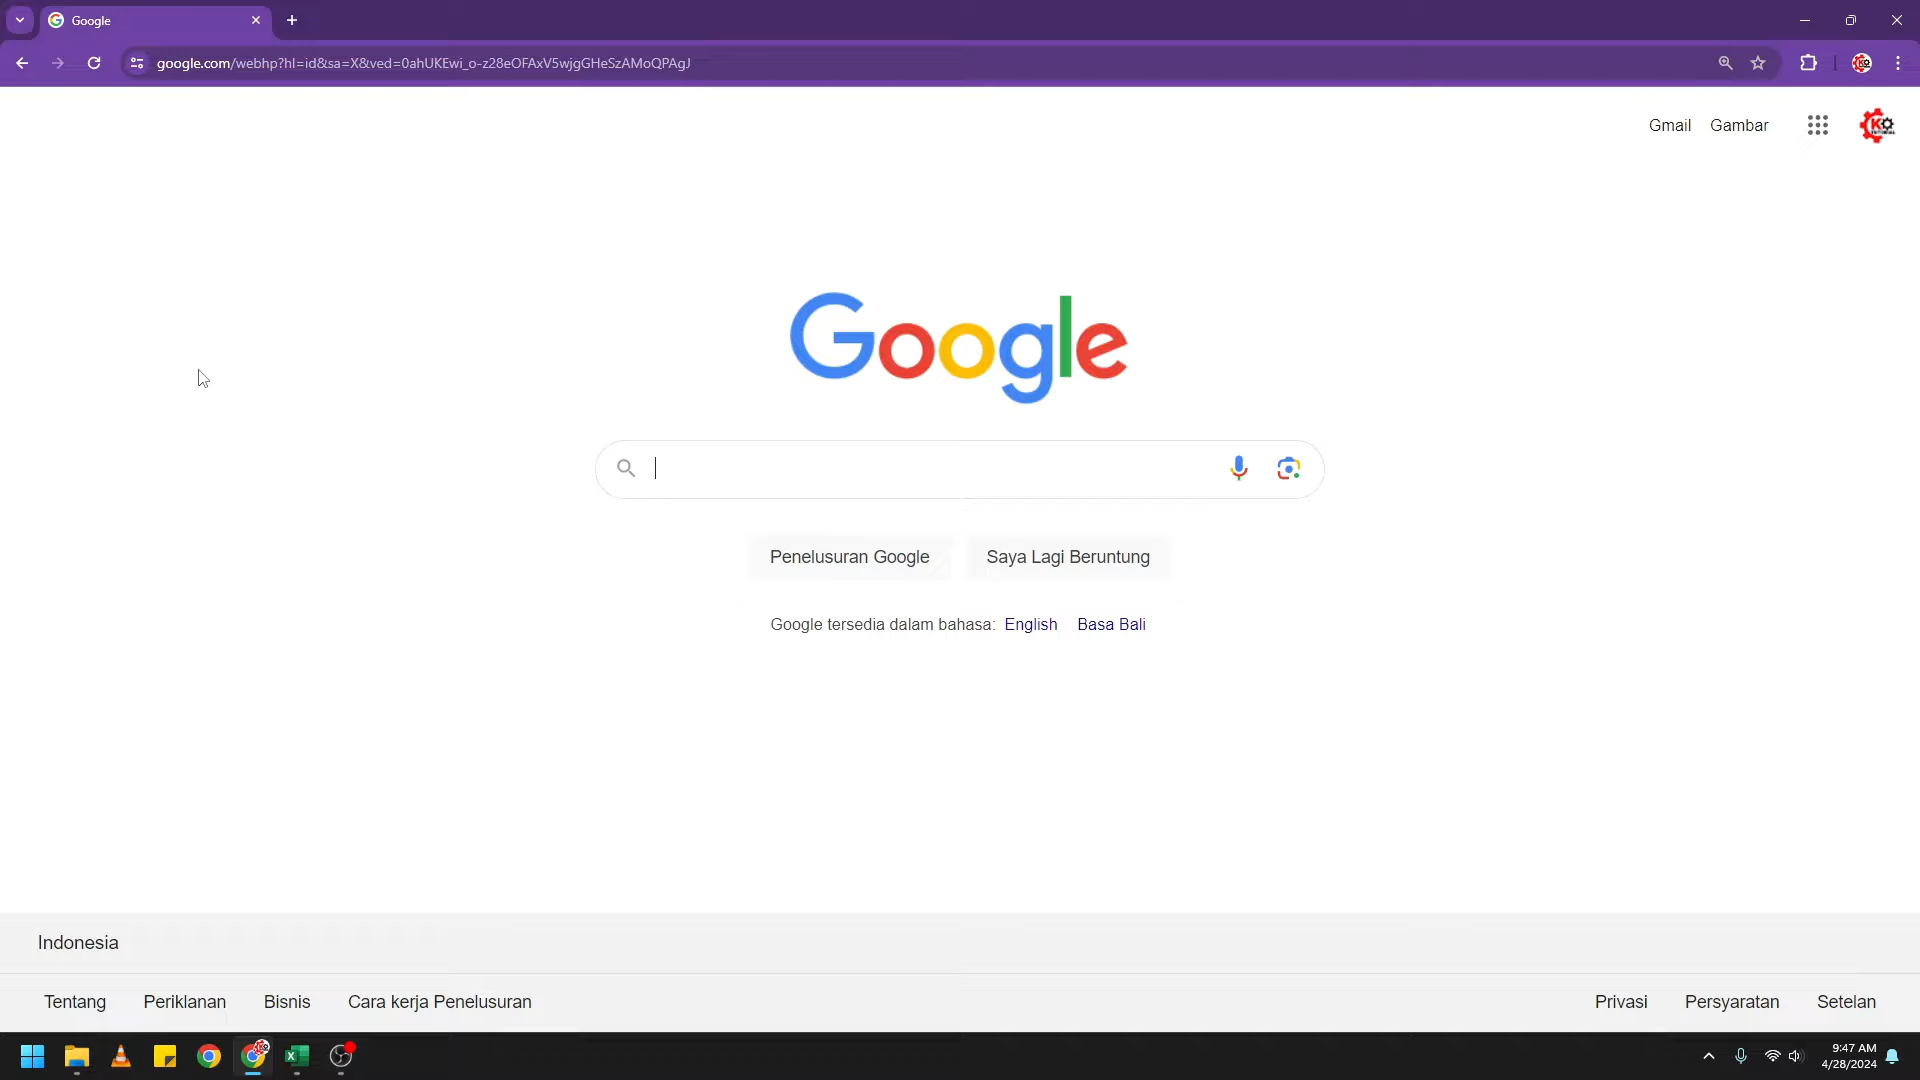 Google
google.com/webhp?hl=id&sa=X&ved=0ahUKEwi_o-z28eOFAxV5wjgGHeSzAMoQPAgJ
Gmail Gambar
Google
Penelusuran Google Saya Lagi Beruntung
Google tersedia dalam bahasa: English Basa Bali
Indonesia
Tentang Periklanan Bisnis Cara kerja Penelusuran Privasi Persyaratan Setelan
9:47 AM
4/28/2024